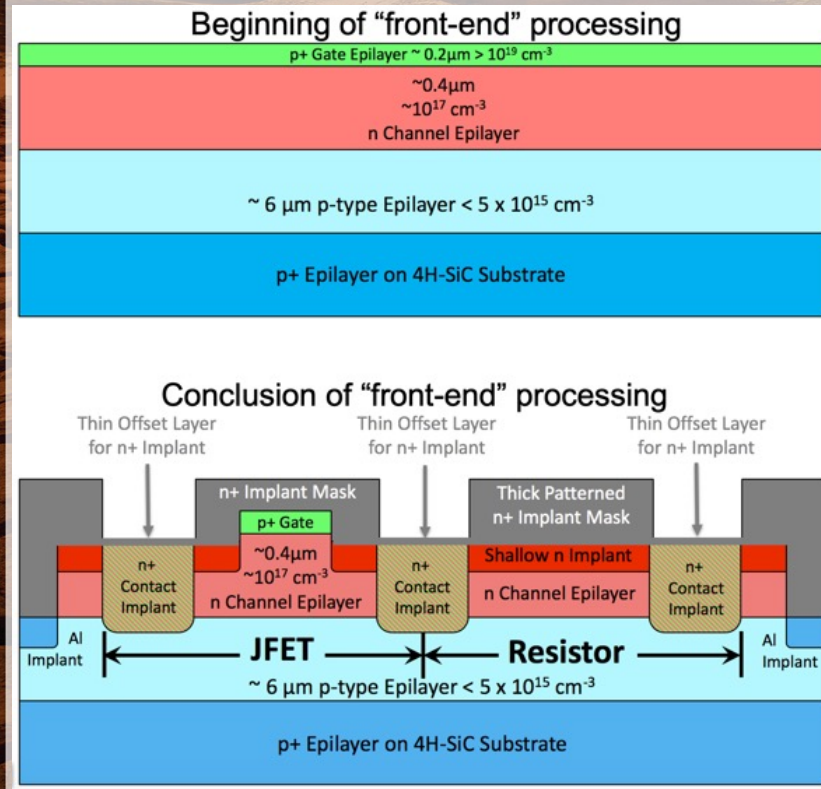 Beginning of “front-end” processing
p+ Gate Epilayer ~ 0.2µm > 10¹⁹ cm⁻³
~0.4µm
~10¹⁷ cm⁻³
n Channel Epilayer
~ 6 µm p-type Epilayer < 5 x 10¹⁵ cm⁻³
p+ Epilayer on 4H-SiC Substrate
Conclusion of “front-end” processing
Thin Offset Layer
for n+ Implant
Thin Offset Layer
for n+ Implant
Thin Offset Layer
for n+ Implant
n+ Implant Mask
Thick Patterned
n+ Implant Mask
p+ Gate
n+
Contact
Implant
~0.4µm
~10¹⁷ cm⁻³
n Channel Epilayer
n+
Contact
Implant
Shallow n Implant
n Channel Epilayer
n+
Contact
Implant
Al
Implant
JFET
Resistor
Al
Implant
~ 6 µm p-type Epilayer < 5 x 10¹⁵ cm⁻³
p+ Epilayer on 4H-SiC Substrate